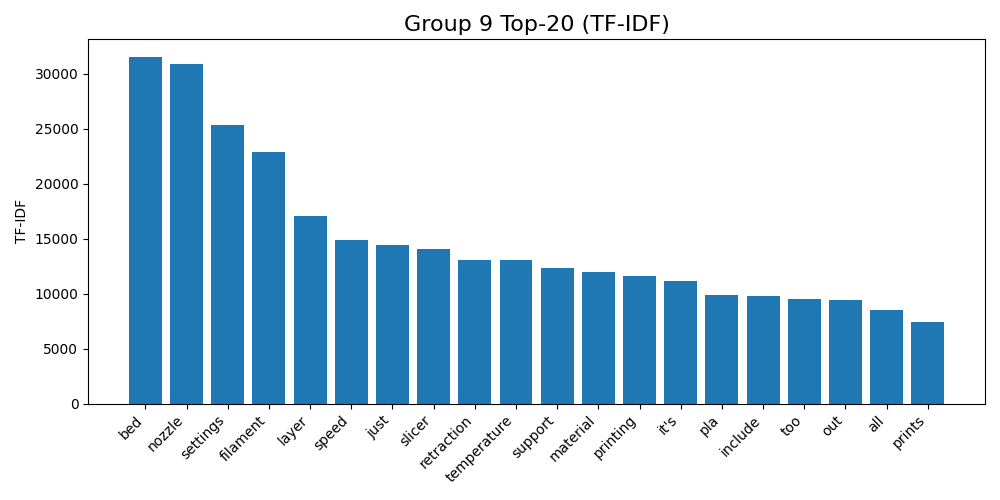 Group 9 Top-20 (TF-IDF)
TF-IDF
30000
25000
20000
15000
10000
5000
0
bed
nozzle
settings
filament
layer
speed
just
slicer
retraction
temperature
support
material
printing
it's
pla
include
too
out
all
prints